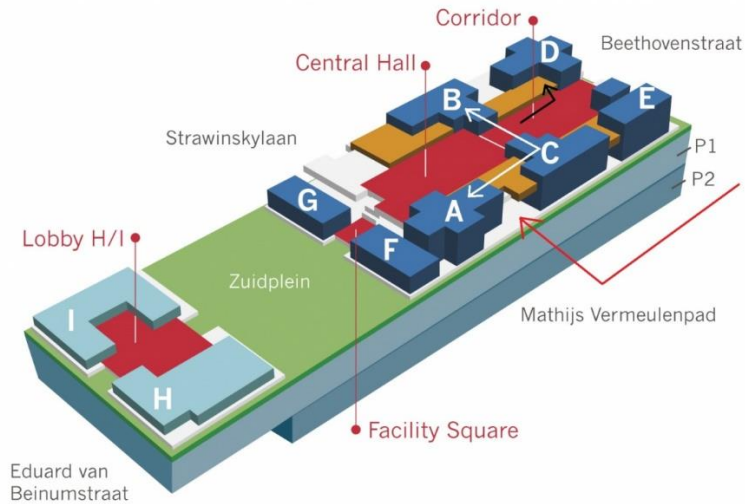 Corridor
D
Beethovenstraat
Central Hall
B
E
Strawinskylaan
C
P1
P2
G
A
F
Lobby H/I
Zuidplein
I
Mathijs Vermeulenpad
H
Facility Square
Eduard van
Beinumstraat